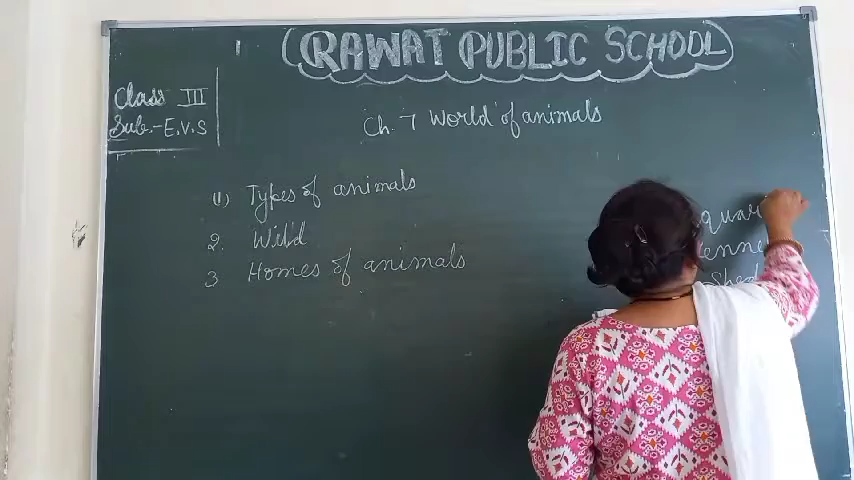 RAWAT PUBLIC SCHOOL
Class III
Sub.-E.V.S
Ch. 7 World of animals
(1) Types of animals
2. Wild
3 Homes of animals
Shed